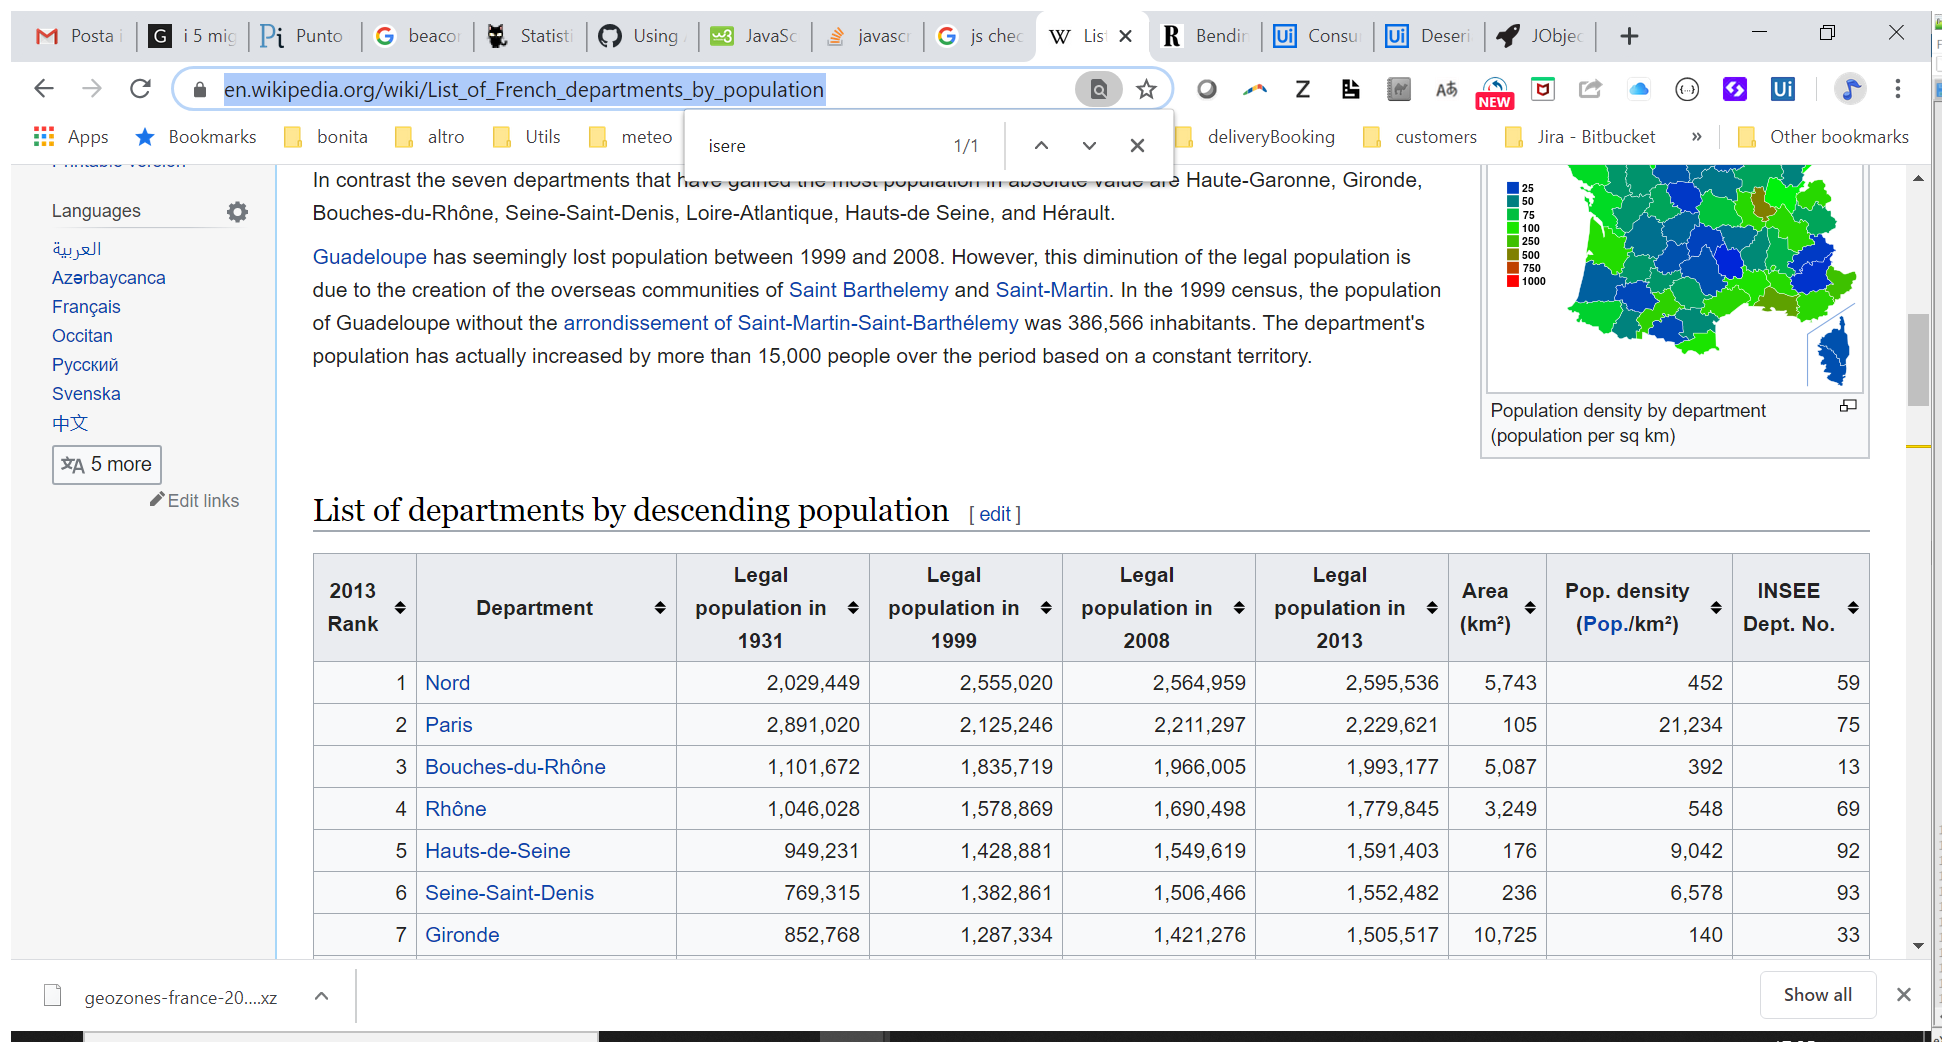 Posta i
G
i 5 mig
Pi
Punto
beacor
Statisti
Using
JavaSc
javascr
js chec
W
List
R
Bendin
Ui
Consu
Ui
Deseri
JObjec
en.wikipedia.org/wiki/List_of_French_departments_by_population
Z
NEW
Ui
Apps
Bookmarks
bonita
altro
Utils
meteo
isere
1/1
deliveryBooking
customers
Jira - Bitbucket
»
Other bookmarks
Printable version
Languages
العربية
Azərbaycanca
Français
Occitan
Русский
Svenska
中文
5 more
Edit links
In contrast the seven departments that have gained the most population in absolute value are Haute-Garonne, Gironde,
Bouches-du-Rhône, Seine-Saint-Denis, Loire-Atlantique, Hauts-de Seine, and Hérault.
Guadeloupe has seemingly lost population between 1999 and 2008. However, this diminution of the legal population is
due to the creation of the overseas communities of Saint Barthelemy and Saint-Martin. In the 1999 census, the population
of Guadeloupe without the arrondissement of Saint-Martin-Saint-Barthélemy was 386,566 inhabitants. The department's
population has actually increased by more than 15,000 people over the period based on a constant territory.
25
50
75
100
250
500
750
1000
Population density by department
(population per sq km)
List of departments by descending population [ edit ]
2013 Rank Department Legal population in 1931 Legal population in 1999 Legal population in 2008 Legal population in 2013 Area (km²) Pop. density (Pop./km²) INSEE Dept. No.
1 Nord 2,029,449 2,555,020 2,564,959 2,595,536 5,743 452 59
2 Paris 2,891,020 2,125,246 2,211,297 2,229,621 105 21,234 75
3 Bouches-du-Rhône 1,101,672 1,835,719 1,966,005 1,993,177 5,087 392 13
4 Rhône 1,046,028 1,578,869 1,690,498 1,779,845 3,249 548 69
5 Hauts-de-Seine 949,231 1,428,881 1,549,619 1,591,403 176 9,042 92
6 Seine-Saint-Denis 769,315 1,382,861 1,506,466 1,552,482 236 6,578 93
7 Gironde 852,768 1,287,334 1,421,276 1,505,517 10,725 140 33
geozones-france-20....xz
Show all